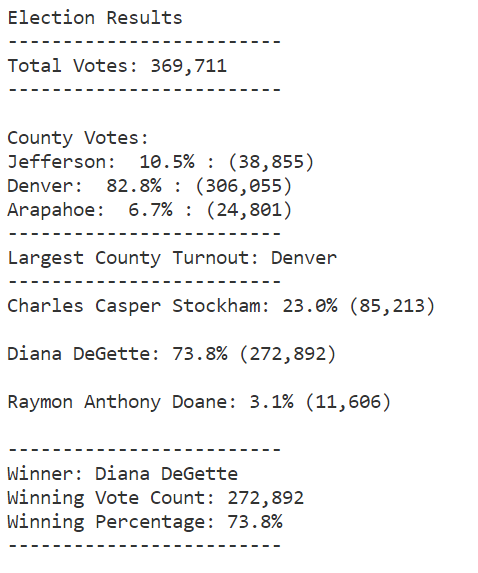 Election Results
-------------------------
Total Votes: 369,711
-------------------------
County Votes:
Jefferson:  10.5% : (38,855)
Denver:  82.8% : (306,055)
Arapahoe:  6.7% : (24,801)
-------------------------
Largest County Turnout: Denver
-------------------------
Charles Casper Stockham: 23.0% (85,213)
Diana DeGette: 73.8% (272,892)
Raymon Anthony Doane: 3.1% (11,606)
-------------------------
Winner: Diana DeGette
Winning Vote Count: 272,892
Winning Percentage: 73.8%
-------------------------